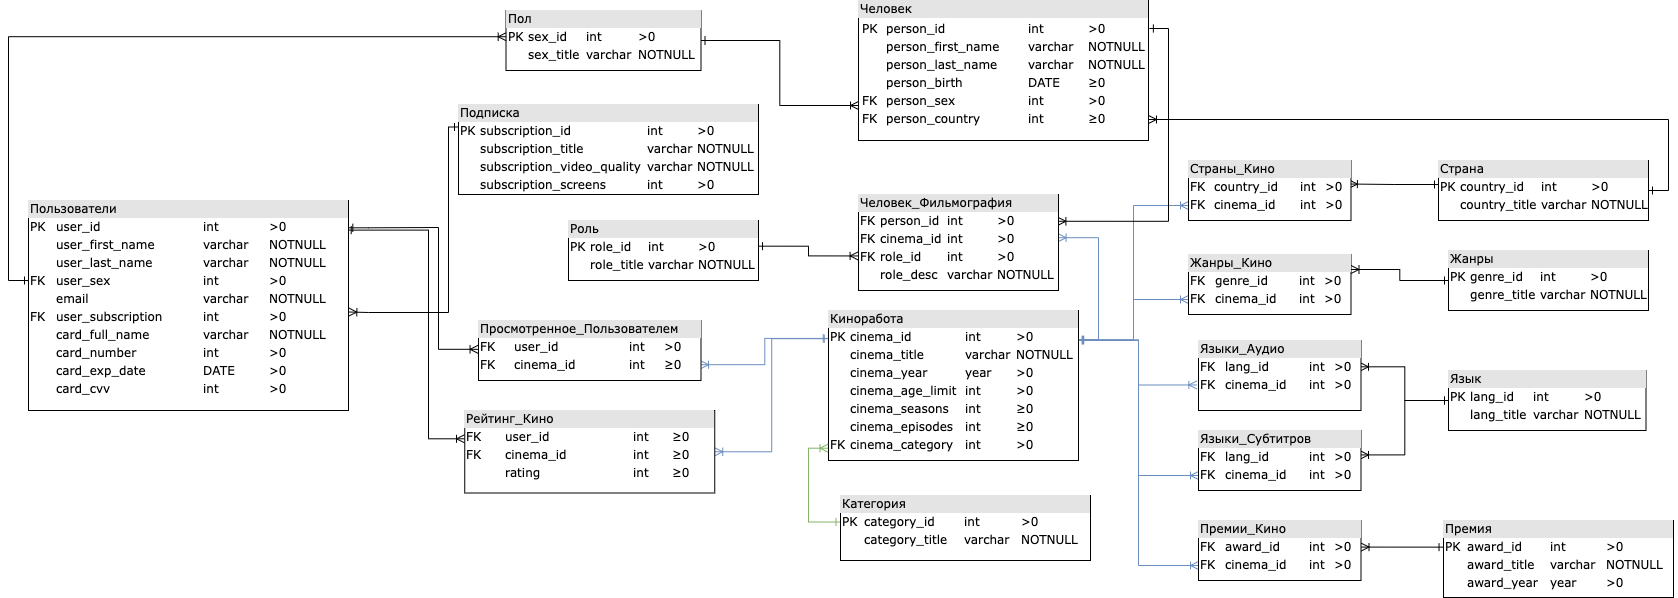 Пол
PK sex_id int >0
sex_title varchar NOTNULL
Человек
PK person_id int >0
person_first_name varchar NOTNULL
person_last_name varchar NOTNULL
person_birth DATE ≥0
FK person_sex int >0
FK person_country int ≥0
Подписка
PK subscription_id int >0
subscription_title varchar NOTNULL
subscription_video_quality varchar NOTNULL
subscription_screens int >0
Страны_Кино
FK country_id int >0
FK cinema_id int >0
Страна
PK country_id int >0
country_title varchar NOTNULL
Пользователи
PK user_id int >0
user_first_name varchar NOTNULL
user_last_name varchar NOTNULL
FK user_sex int >0
email varchar NOTNULL
FK user_subscription int >0
card_full_name varchar NOTNULL
card_number int >0
card_exp_date DATE >0
card_cvv int >0
Роль
PK role_id int >0
role_title varchar NOTNULL
Человек_Фильмография
FK person_id int >0
FK cinema_id int >0
FK role_id int >0
role_desc varchar NOTNULL
Жанры_Кино
FK genre_id int >0
FK cinema_id int >0
Жанры
PK genre_id int >0
genre_title varchar NOTNULL
Просмотренное_Пользователем
FK user_id int >0
FK cinema_id int ≥0
Киноработа
PK cinema_id int >0
cinema_title varchar NOTNULL
cinema_year year >0
cinema_age_limit int >0
cinema_seasons int ≥0
cinema_episodes int ≥0
FK cinema_category int >0
Языки_Аудио
FK lang_id int >0
FK cinema_id int >0
Язык
PK lang_id int >0
lang_title varchar NOTNULL
Рейтинг_Кино
FK user_id int ≥0
FK cinema_id int ≥0
rating int ≥0
Языки_Субтитров
FK lang_id int >0
FK cinema_id int >0
Категория
PK category_id int >0
category_title varchar NOTNULL
Премии_Кино
FK award_id int >0
FK cinema_id int >0
Премия
PK award_id int >0
award_title varchar NOTNULL
award_year year >0